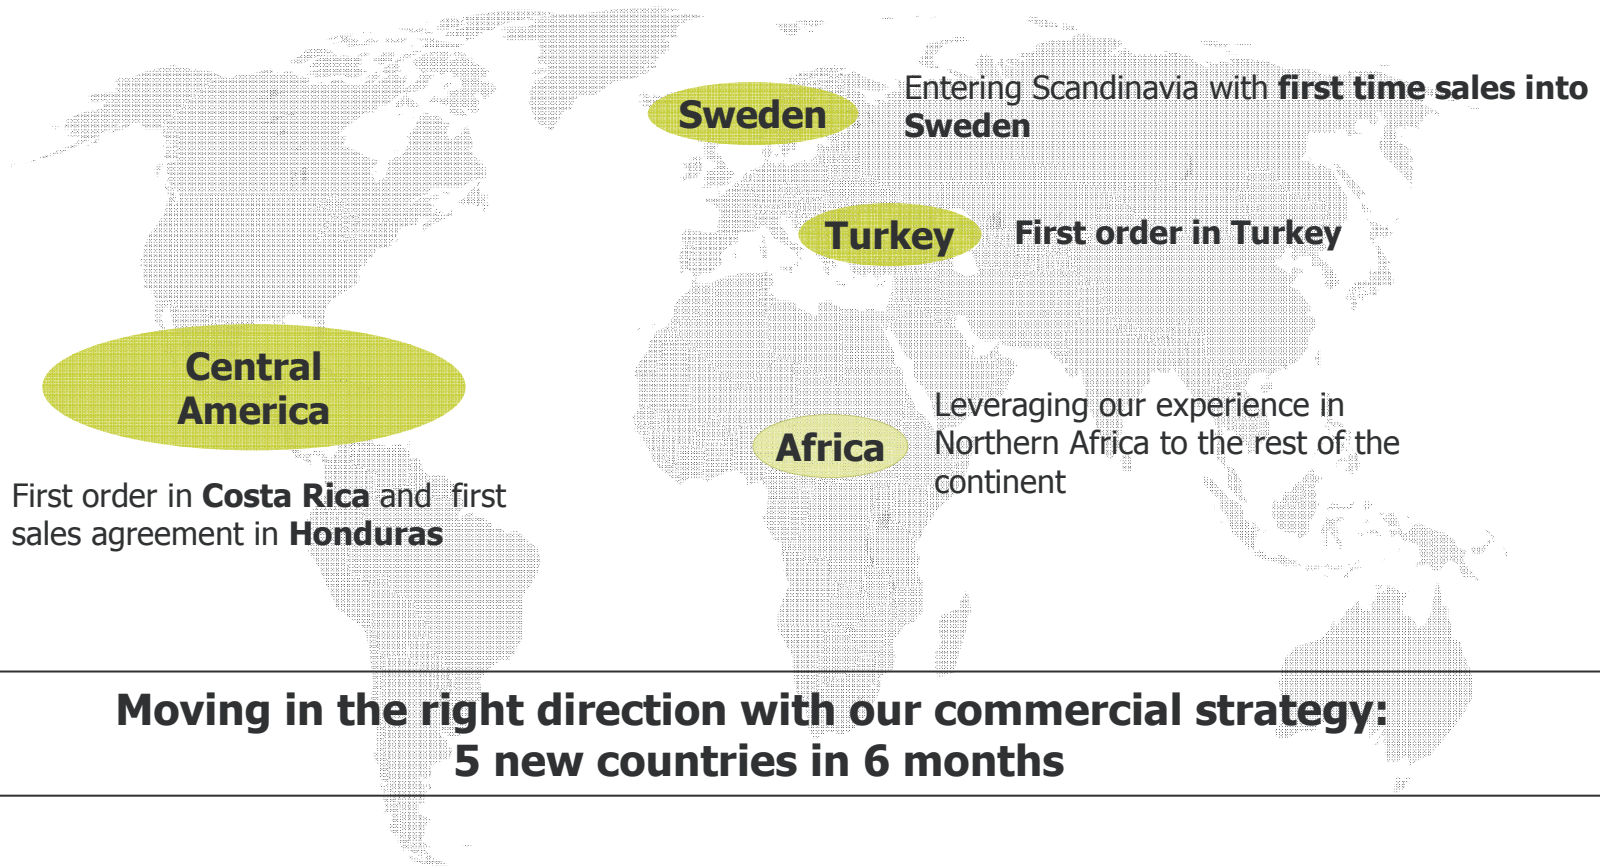 Sweden
Entering Scandinavia with first time sales into
Sweden
Turkey
First order in Turkey
Central
America
First order in Costa Rica and first
sales agreement in Honduras
Africa
Leveraging our experience in
Northern Africa to the rest of the
continent
Moving in the right direction with our commercial strategy:
5 new countries in 6 months